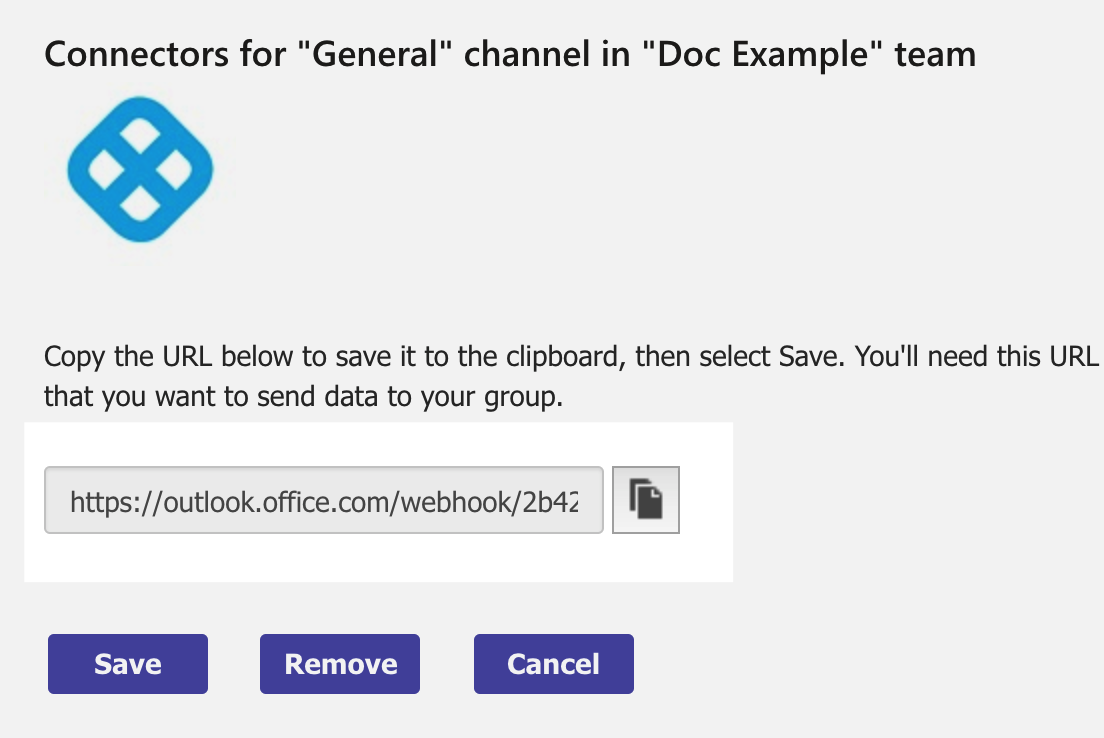 Connectors for "General" channel in "Doc Example" team
Copy the URL below to save it to the clipboard, then select Save. You'll need this URL
that you want to send data to your group.
https://outlook.office.com/webhook/2b42
Save Remove Cancel